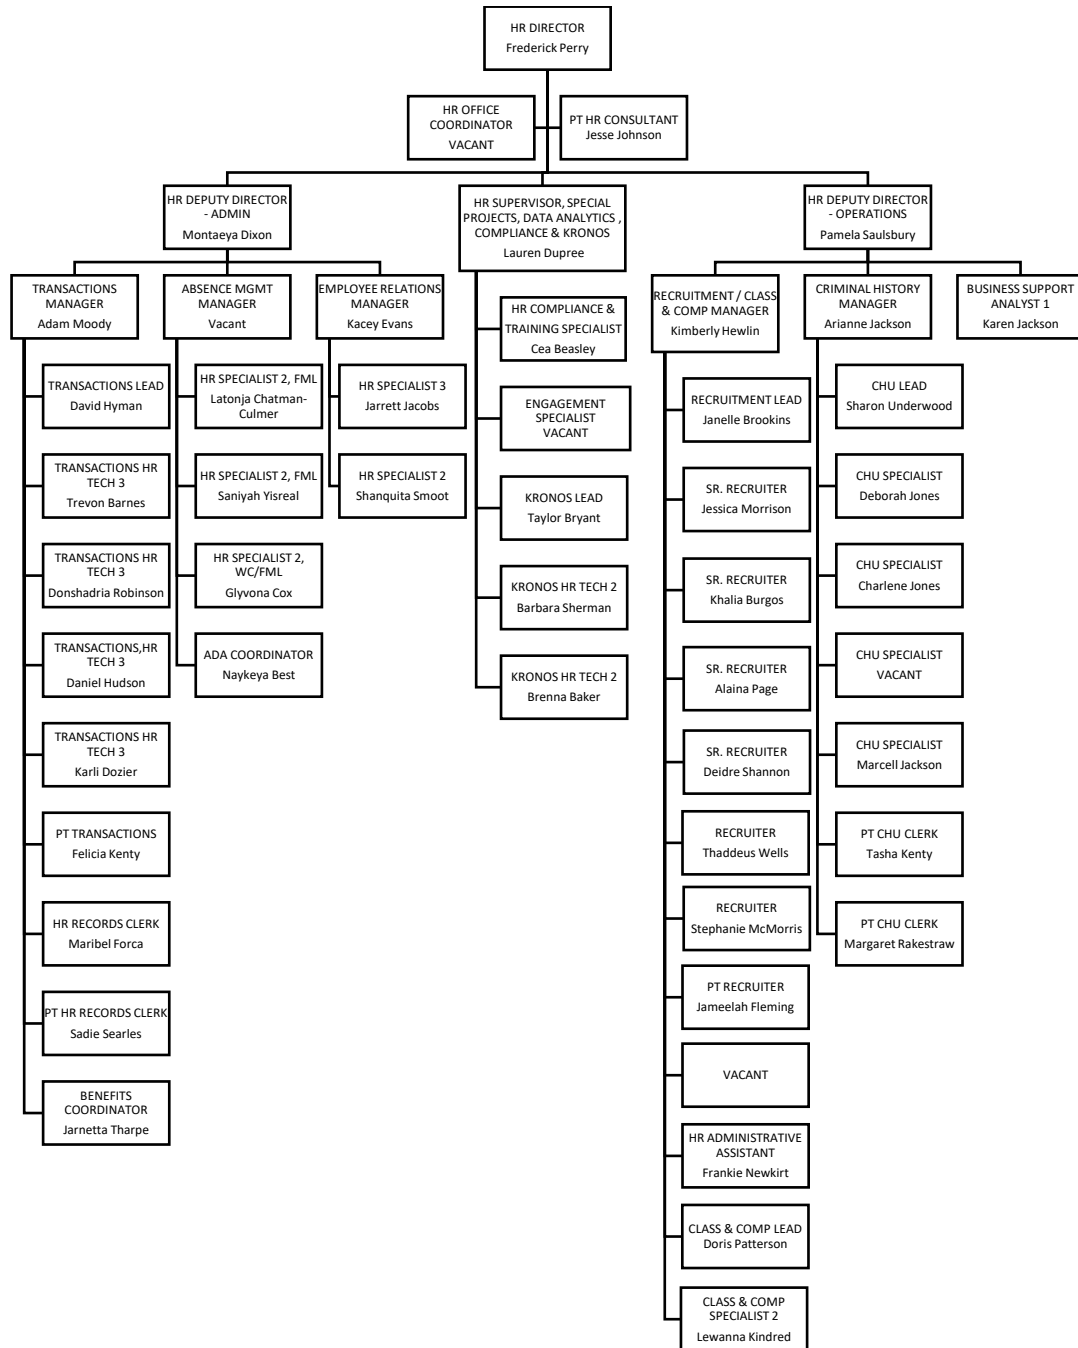 HR DIRECTOR
Frederick Perry
HR OFFICE
COORDINATOR
VACANT
PT HR CONSULTANT
Jesse Johnson
HR DEPUTY DIRECTOR
- ADMIN
Montaeya Dixon
HR SUPERVISOR, SPECIAL
PROJECTS, DATA ANALYTICS ,
COMPLIANCE & KRONOS
Lauren Dupree
HR DEPUTY DIRECTOR
- OPERATIONS
Pamela Saulsbury
TRANSACTIONS
MANAGER
Adam Moody
ABSENCE MGMT
MANAGER
Vacant
EMPLOYEE RELATIONS
MANAGER
Kacey Evans
RECRUITMENT / CLASS
& COMP MANAGER
Kimberly Hewlin
CRIMINAL HISTORY
MANAGER
Arianne Jackson
BUSINESS SUPPORT
ANALYST 1
Karen Jackson
TRANSACTIONS LEAD
David Hyman
TRANSACTIONS HR
TECH 3
Trevon Barnes
TRANSACTIONS HR
TECH 3
Donshadria Robinson
TRANSACTIONS,HR
TECH 3
Daniel Hudson
TRANSACTIONS HR
TECH 3
Karli Dozier
PT TRANSACTIONS
Felicia Kenty
HR RECORDS CLERK
Maribel Forca
PT HR RECORDS CLERK
Sadie Searles
BENEFITS
COORDINATOR
Jarnetta Tharpe
HR SPECIALIST 2, FML
Latonja Chatman-
Culmer
HR SPECIALIST 2, FML
Saniyah Yisreal
HR SPECIALIST 2,
WC/FML
Glyvona Cox
ADA COORDINATOR
Naykeya Best
HR SPECIALIST 3
Jarrett Jacobs
HR SPECIALIST 2
Shanquita Smoot
HR COMPLIANCE &
TRAINING SPECIALIST
Cea Beasley
ENGAGEMENT
SPECIALIST
VACANT
KRONOS LEAD
Taylor Bryant
KRONOS HR TECH 2
Barbara Sherman
KRONOS HR TECH 2
Brenna Baker
RECRUITMENT LEAD
Janelle Brookins
SR. RECRUITER
Jessica Morrison
SR. RECRUITER
Khalia Burgos
SR. RECRUITER
Alaina Page
SR. RECRUITER
Deidre Shannon
RECRUITER
Thaddeus Wells
RECRUITER
Stephanie McMorris
PT RECRUITER
Jameelah Fleming
VACANT
HR ADMINISTRATIVE
ASSISTANT
Frankie Newkirt
CLASS & COMP LEAD
Doris Patterson
CLASS & COMP
SPECIALIST 2
Lewanna Kindred
CHU LEAD
Sharon Underwood
CHU SPECIALIST
Deborah Jones
CHU SPECIALIST
Charlene Jones
CHU SPECIALIST
VACANT
CHU SPECIALIST
Marcell Jackson
PT CHU CLERK
Tasha Kenty
PT CHU CLERK
Margaret Rakestraw